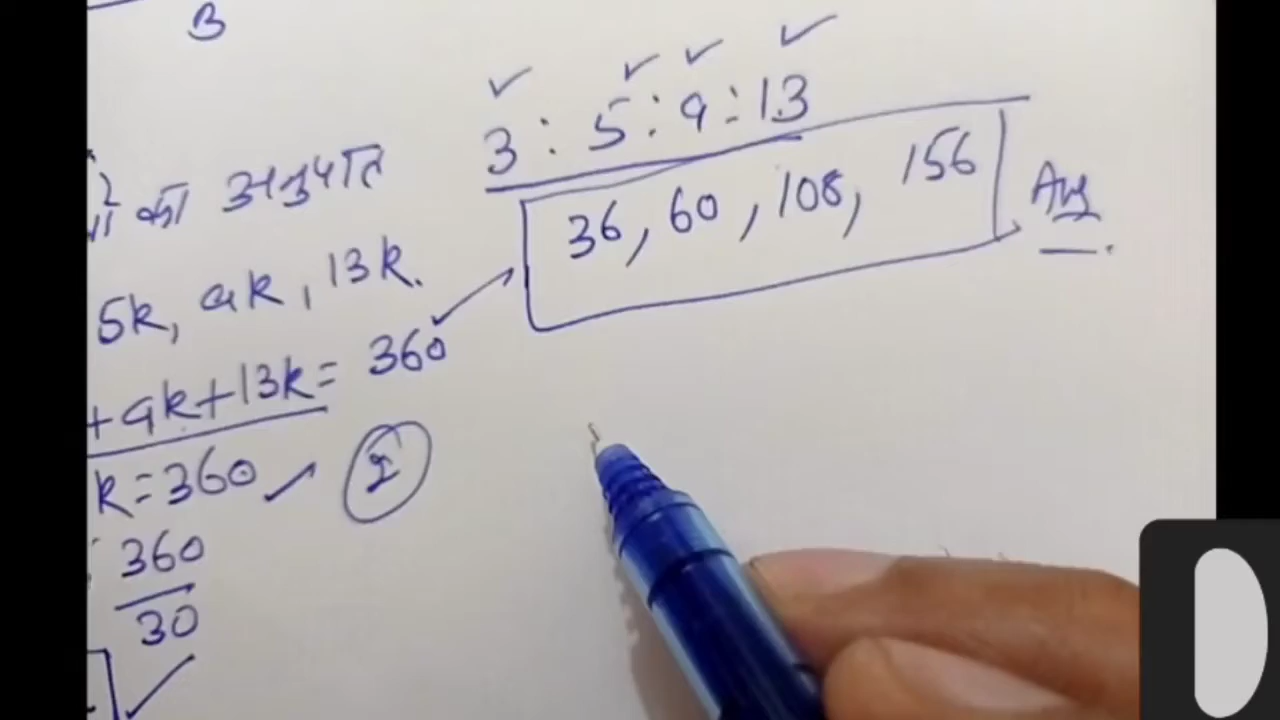 3
3 : 5 : 9 : 13
का अनुपात
36, 60, 108, 156 Ans
5k, 9k, 13k.
+9k+13k= 360
k=360 I
360
30